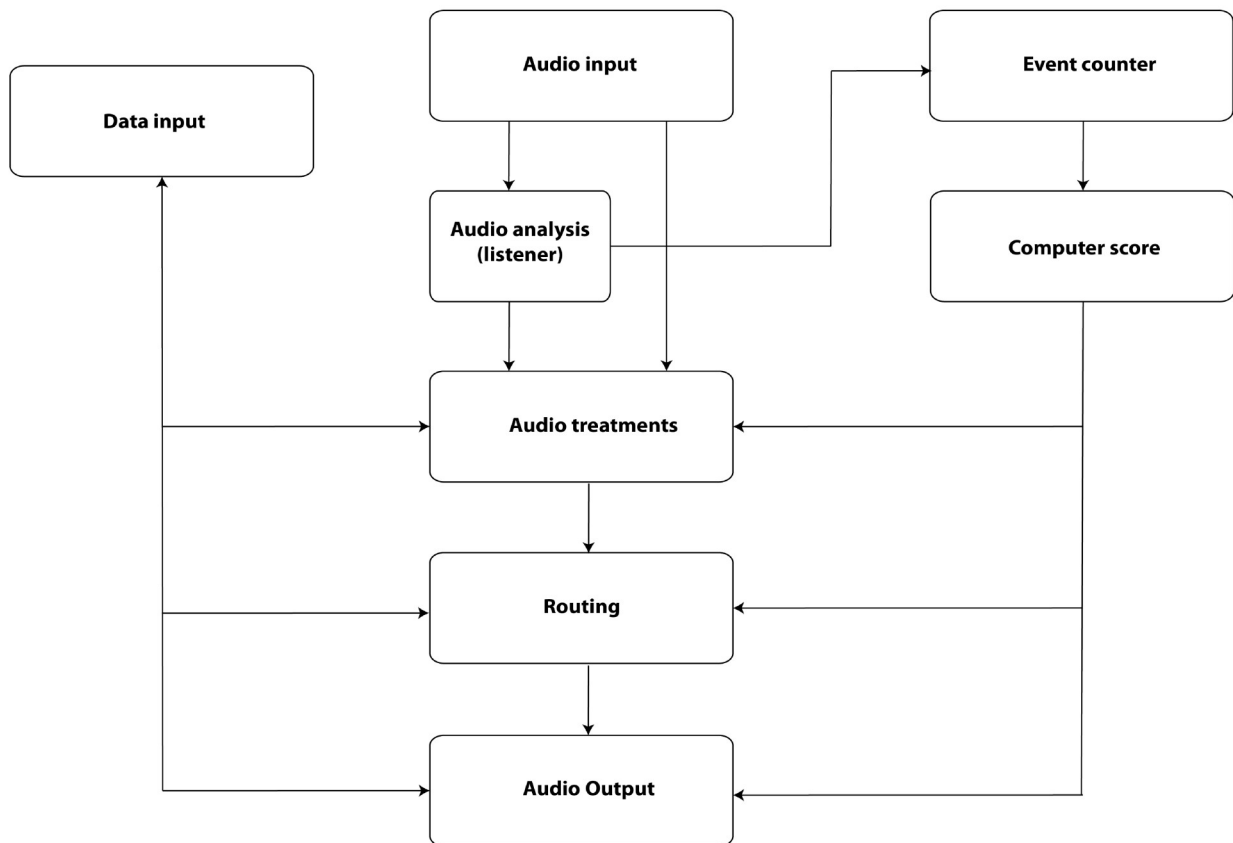 Audio input
Event counter
Data input
Audio analysis
(listener)
Computer score
Audio treatments
Routing
Audio Output